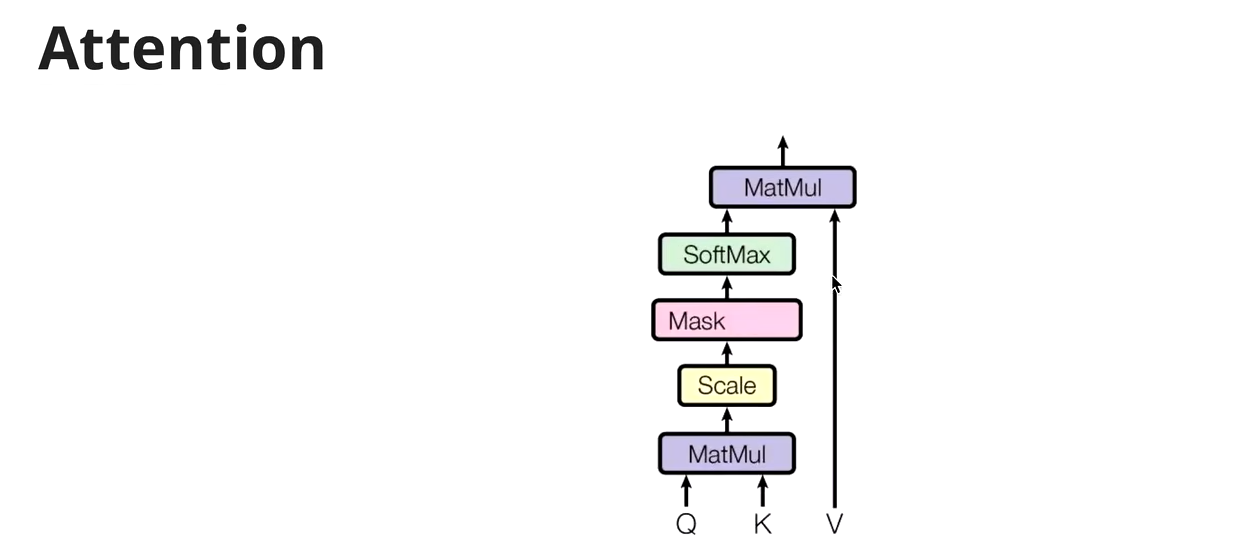 Attention
MatMul
SoftMax
Mask
Scale
MatMul
Q K V